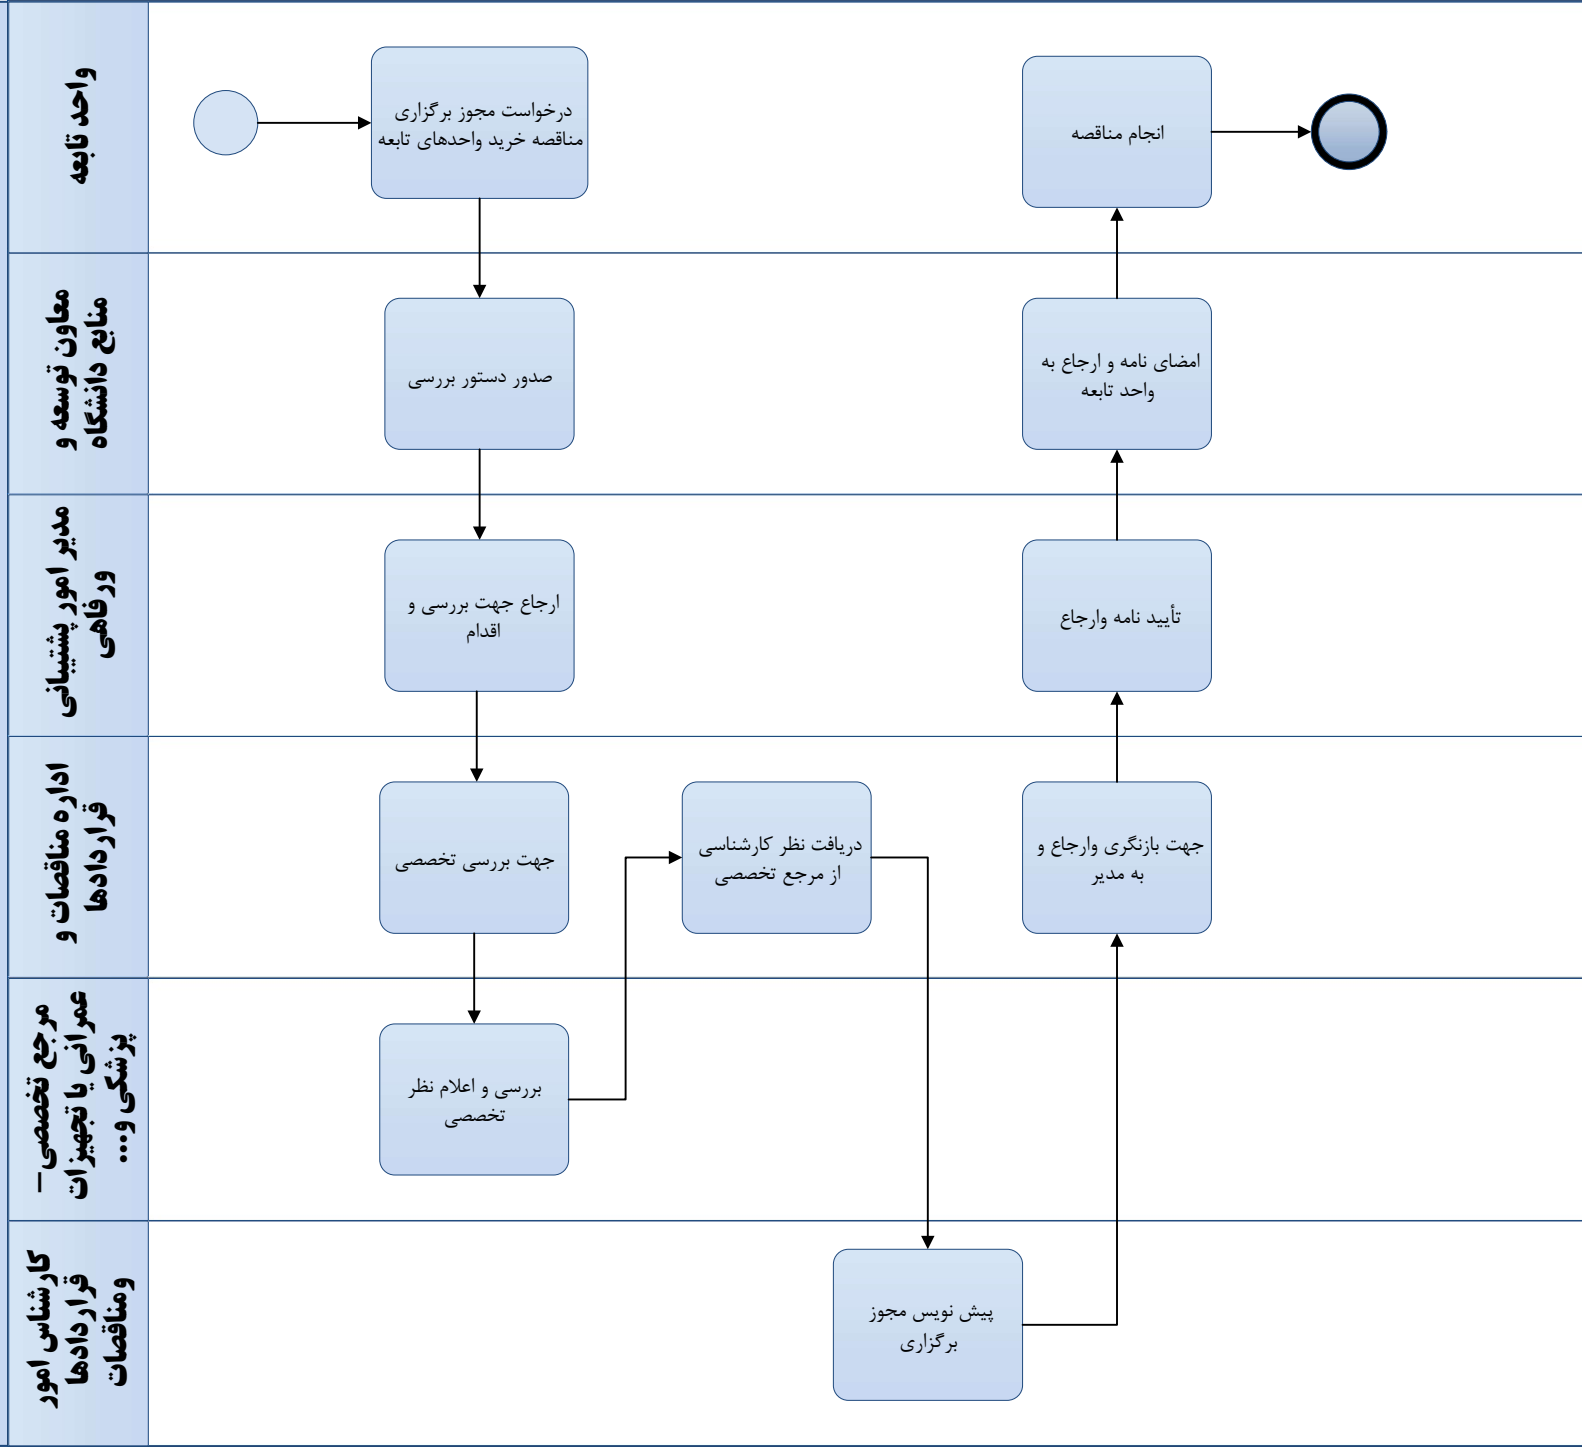 واحد تابعه
درخواست مجوز برگزاری
مناقصه خرید واحدهای تابعه
انجام مناقصه
معاون توسعه و
منابع دانشگاه
صدور دستور بررسی
امضای نامه و ارجاع به
واحد تابعه
مدیر امور پشتیبانی
ورفاهی
ارجاع جهت بررسی و
اقدام
تأیید نامه وارجاع
اداره مناقصات و
قراردادها
جهت بررسی تخصصی
دریافت نظر کارشناسی
از مرجع تخصصی
جهت بازنگری وارجاع و
به مدیر
مرجع تخصصی–
عمرانی یا تجهیزات
پزشکی و...
بررسی و اعلام نظر
تخصصی
کارشناس امور
قراردادها
ومناقصات
پیش نویس مجوز
برگزاری